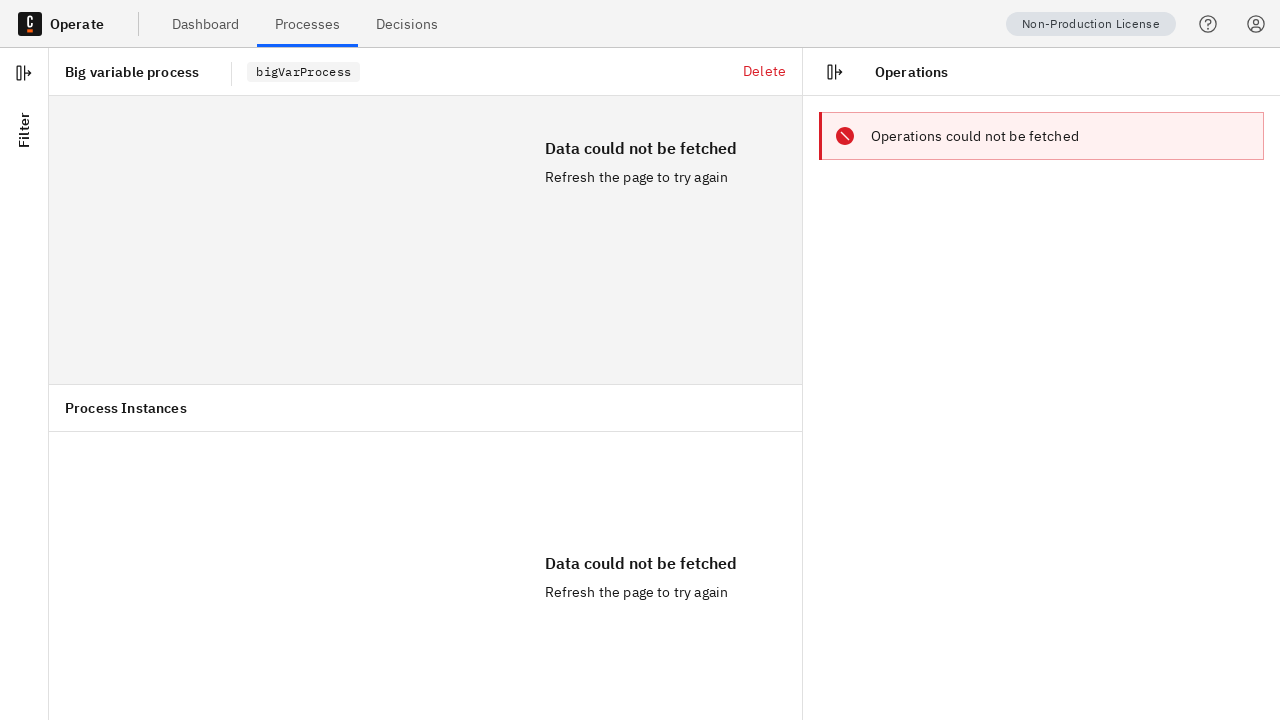 Operate
Dashboard
Processes
Decisions
Non-Production License
Filter
Big variable process
bigVarProcess
Delete
Data could not be fetched
Refresh the page to try again
Process Instances
Data could not be fetched
Refresh the page to try again
Operations
Operations could not be fetched